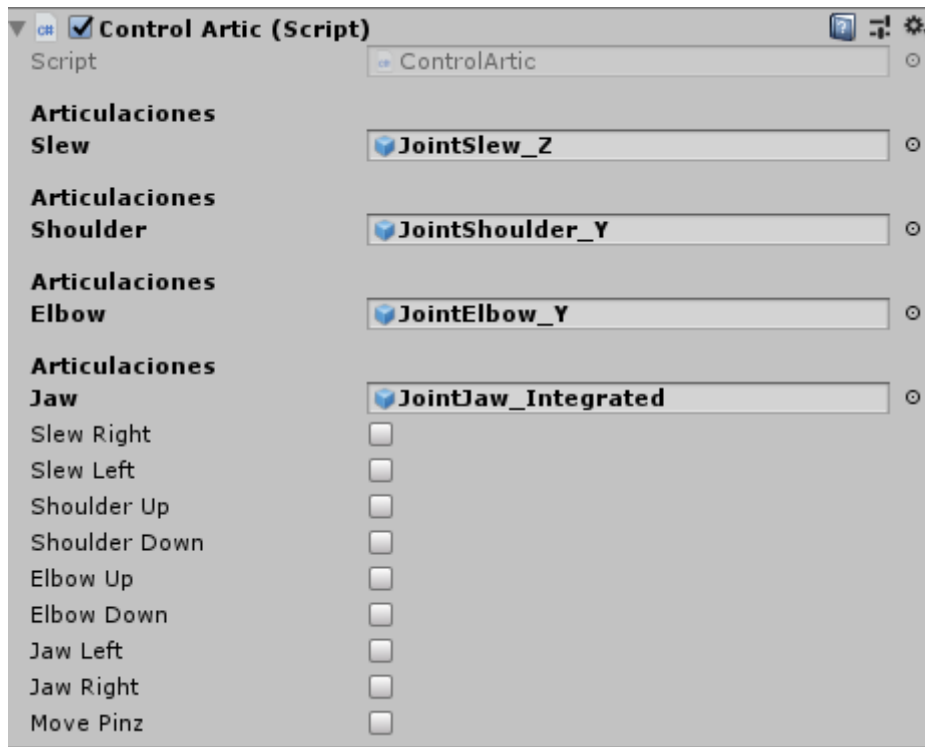 Control Artic (Script)
Script ControlArtic
Articulaciones
Slew JointSlew_Z
Articulaciones
Shoulder JointShoulder_Y
Articulaciones
Elbow JointElbow_Y
Articulaciones
Jaw JointJaw_Integrated
Slew Right
Slew Left
Shoulder Up
Shoulder Down
Elbow Up
Elbow Down
Jaw Left
Jaw Right
Move Pinz